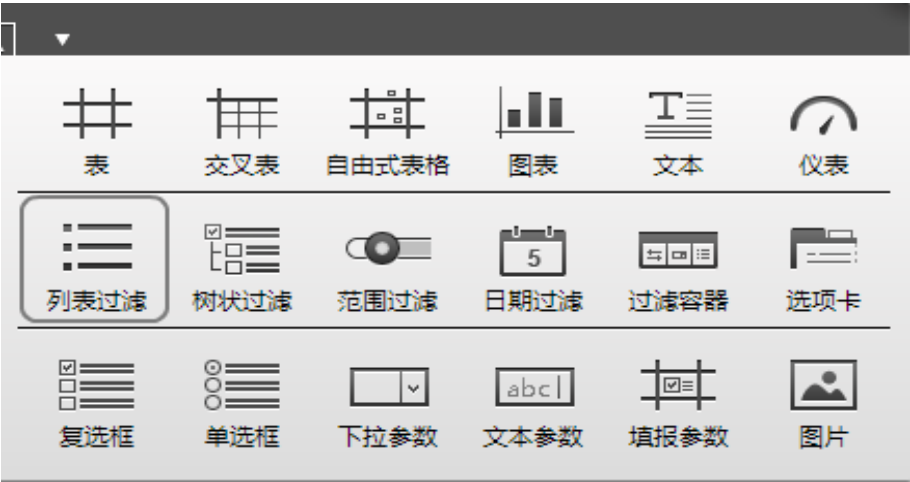 表 交叉表 自由式表格 图表 文本 仪表
5
列表过滤 树状过滤 范围过滤 日期过滤 过滤容器 选项卡
abc
复选框 单选框 下拉参数 文本参数 填报参数 图片